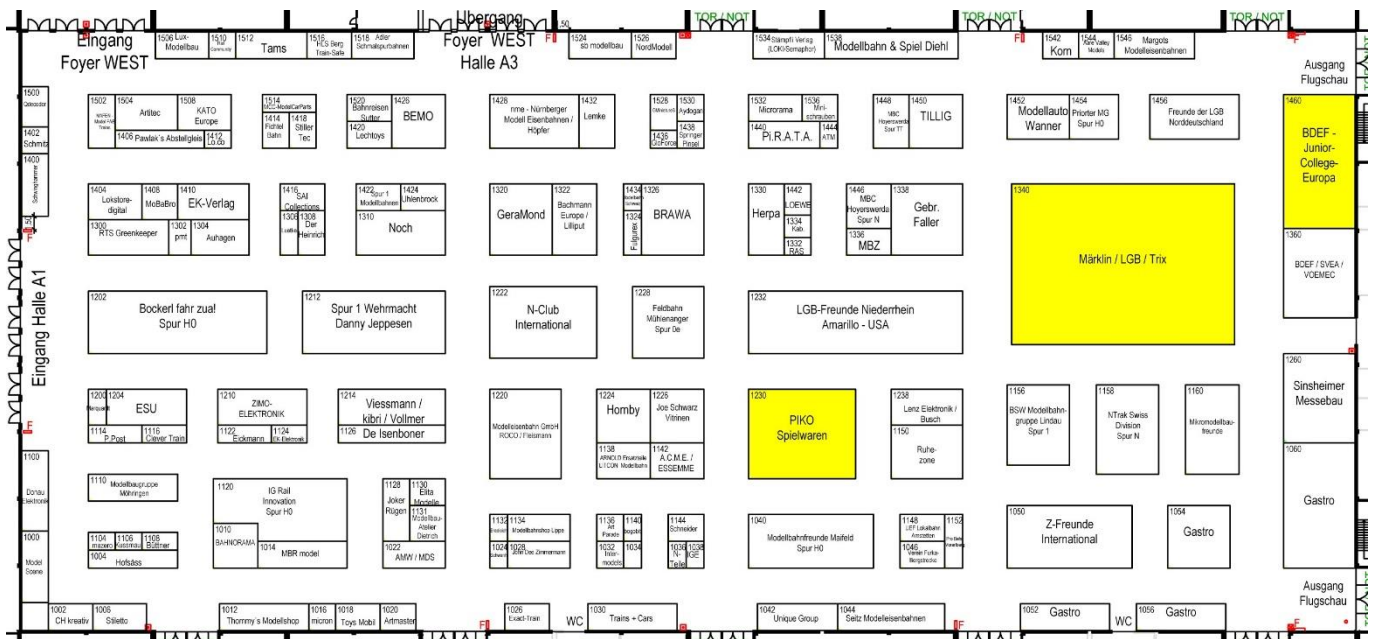 Übergang
TOR / NOT
TOR / NOT
TOR / NOT
Eingang
Foyer WEST
Foyer WEST
Halle A3
1506 Lux-
Modellbau
1510
1512
Tams
1516
HLS Berg
Train-Safe
1518 Adler
Schmalspurbahnen
1524
sb modellbau
1526
NordModell
1534
(LOKI/Semaphor)
1538
Modellbahn & Spiel Diehl
1542
Korn
1544
1546 Margots
Modelleisenbahnen
Ausgang
Flugschau
1500
1402
Schmitz
1400
1502
1504
Artitec
1508
KATO
Europe
1406 Pawlak´s Abstellgleis
1412
Lo.co
1514
MCC-ModelCarParts
1414
Fichtel
Bahn
1418
Stiller
Tec
1520
Bahnreisen
Sutter
1420
Lechtoys
1426
BEMO
1428
nme - Nürnberger
Modell Eisenbahnen /
Höpfer
1432
Lemke
1528
1530
Aydogan
1436
1438
Springer
Pinsel
1532
Microrama
1536
Mini-
schrauben
1440
Pi.R.A.T.A.
1444
ATM
1448
MBC
Hoyerswerda
Spur TT
1450
TILLIG
1452
Modellauto
Wanner
1454
Priorter MG
Spur H0
1456
Freunde der LGB
Norddeutschland
1460
BDEF -
Junior-
College-
Europa
1404
Lokstore-
digital
1408
MoBaBro
1410
EK-Verlag
1300
RTS Greenkeeper
1302
pmt
1304
Auhagen
1416
SAI
Collections
1306
1308
Der
Heinrich
1422
Spur 1
Modellbahnen
1424
Uhlenbrock
1310
Noch
1320
GeraMond
1322
Bachmann
Europe /
Lilliput
1434
1324
Fulgurex
1326
BRAWA
1330
Herpa
1442
LOEWE
1334
Kab.
1332
RAS
1446
MBC
Hoyerswerda
Spur N
1336
MBZ
1338
Gebr.
Faller
1340
Märklin / LGB / Trix
1360
BDEF / SVEA /
VOEMEC
Eingang Halle A1
1202
Bockerl fahr zua!
Spur H0
1212
Spur 1 Wehrmacht
Danny Jeppesen
1222
N-Club
International
1228
Feldbahn
Mühlenanger
Spur 0e
1232
LGB-Freunde Niederrhein
Amarillo - USA
1200
1204
ESU
1114
P.Post
1116
Clever Train
1210
ZIMO-
ELEKTRONIK
1122
Eickmann
1124
1214
Viessmann /
kibri / Vollmer
1126
De Isenboner
1220
Modelleisenbahn GmbH
ROCO / Fleismann
1224
Hornby
1226
Joe Schwarz
Vitrinen
1138
ARNOLD Ersatzteile
LITCON Modellbahn
1142
A.C.M.E. /
ESSEMME
1230
PIKO
Spielwaren
1238
Lenz Elektronik /
Busch
1150
Ruhe-
zone
1156
BSW Modellbahn-
gruppe Lindau
Spur 1
1158
NTrak Swiss
Division
Spur N
1160
Mikromodellbau-
freunde
1260
Sinsheimer
Messebau
1060
Gastro
1100
Donau
Elektronik
1000
Model
Scene
1110 Modellbaugruppe
Möhringen
1104
1106
1108
Büttner
1004
Hofsäss
1120
IG Rail
Innovation
Spur H0
1010
BAHNORAMA
1014
MBR model
1128
Joker
Rügen
1130
Elita
Modelle
1131
Modellbau-
Atelier
Dietrich
1022
AMW / MDS
1132
1134
Modellbahnshop Lipps
1024
1028
1136
Art
Parade
1140
1032
Inter-
models
1034
1144
Schneider
1036
N-
Teile
1038
IGE
1040
Modellbahnfreunde Maifeld
Spur H0
1148
1152
1046
1050
Z-Freunde
International
1054
Gastro
1002
CH kreativ
1006
Stiletto
1012
Thommy's Modellshop
1016
micron
1018
Toys Mobil
1020
Artmaster
1026
Exact-Train
WC
1030
Trains + Cars
1042
Unique Group
1044
Seitz Modelleisenbahnen
1052
Gastro
WC
1056
Gastro
Ausgang
Flugschau